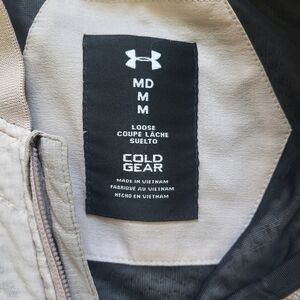 MD
M
M
LOOSE
COUPE LÂCHE
SUELTO
COLD
GEAR
MADE IN VIETNAM
FABRIQUÉ AU VIETNAM
HECHO EN VIETNAM